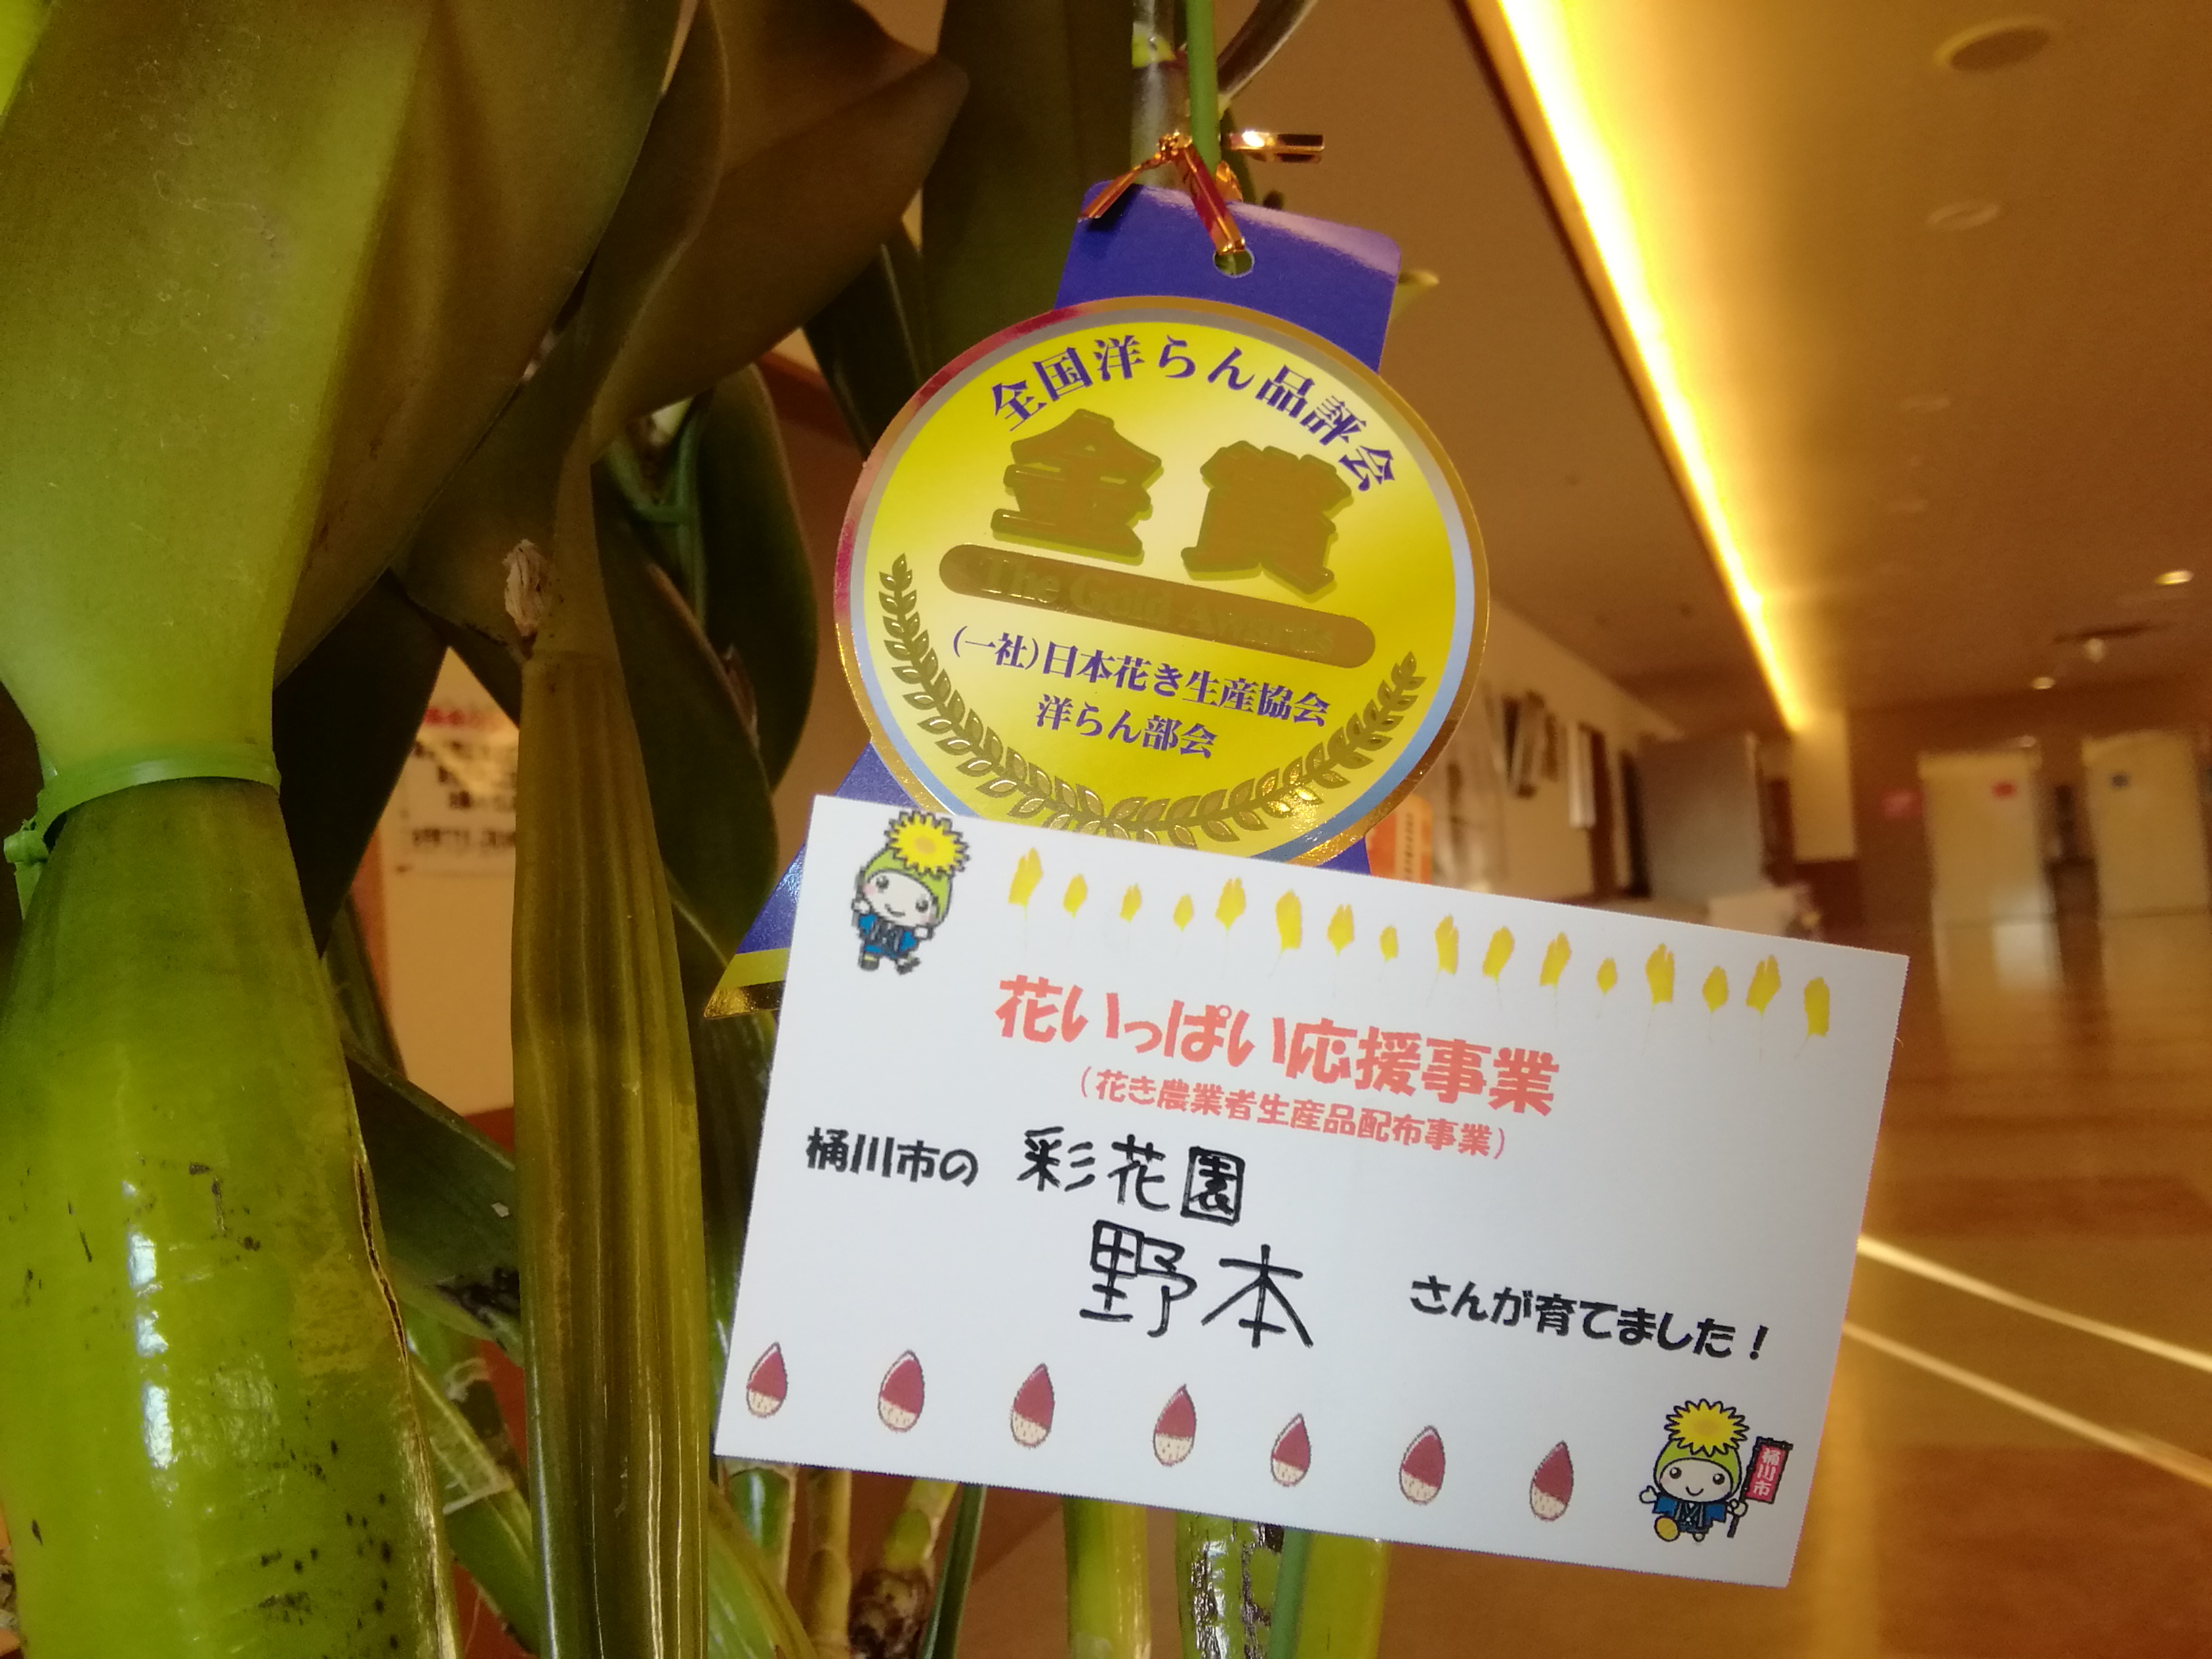 全国洋らん品評会
金賞
The Gold Awards
(一社)日本花き生産協会
洋らん部会
花いっぱい応援事業
(花き農業者生産品配布事業)
桶川市の 彩花園
野本 さんが育てました！
桶川市